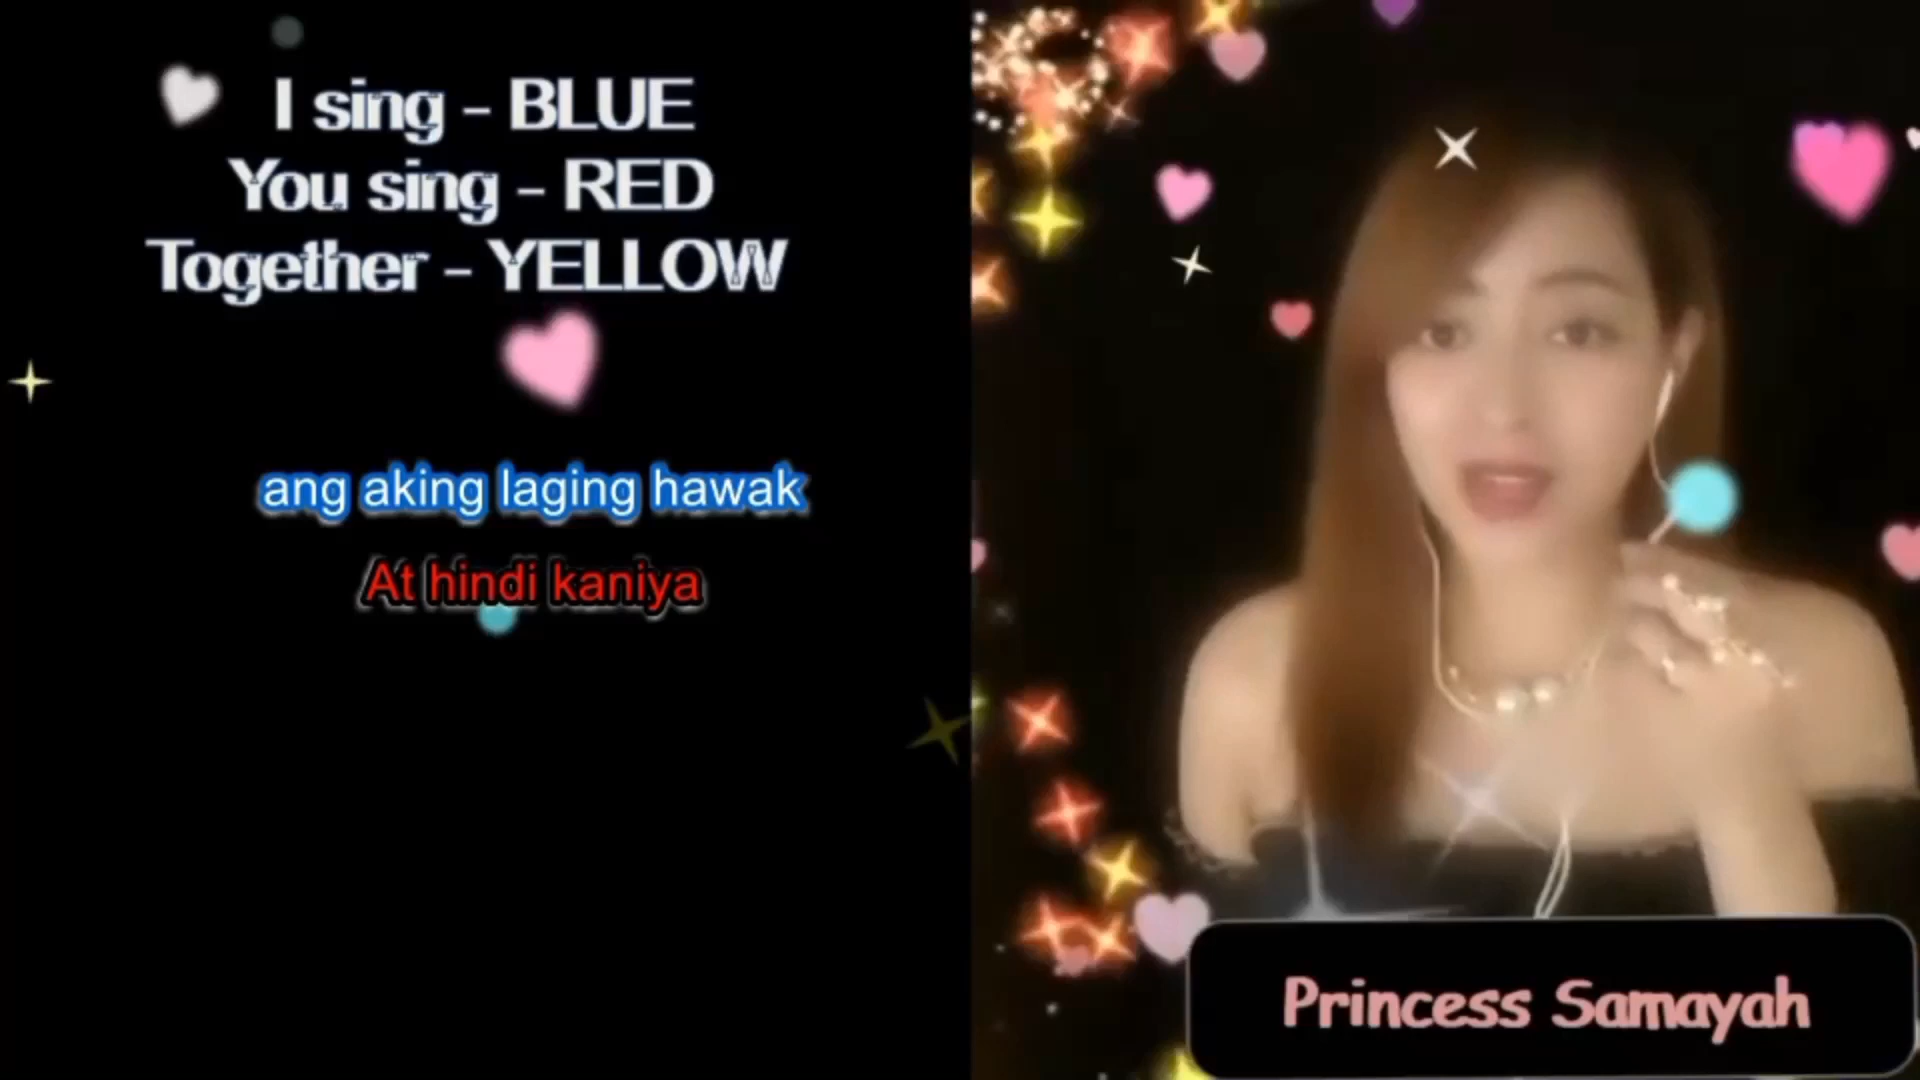 I sing - BLUE
You sing - RED
Together - YELLOW
ang aking laging hawak
At hindi kaniya
Princess Samayah